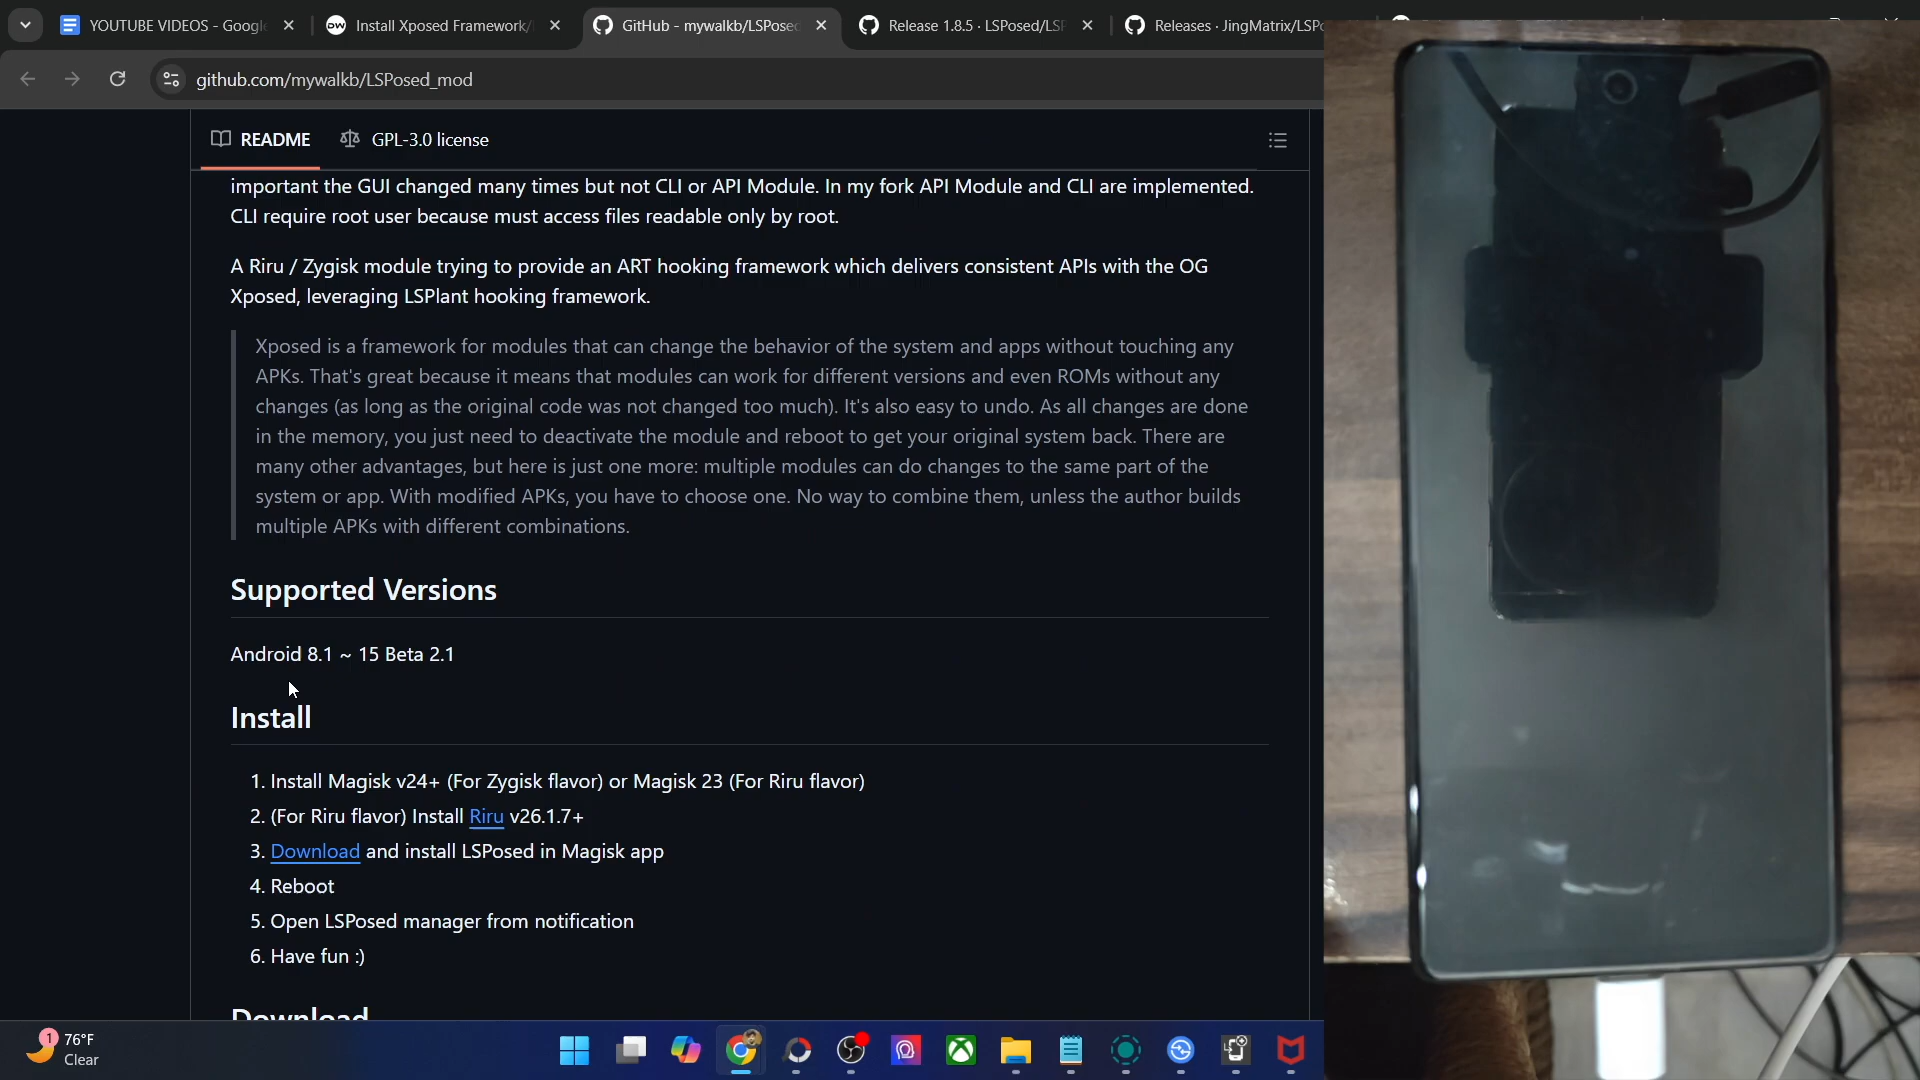 YOUTUBE VIDEOS - Googl
Install Xposed Framework/
GitHub - mywalkb/LSPosed
Release 1.8.5 · LSPosed/LSP
Releases · JingMatrix/LSPo
github.com/mywalkb/LSPosed_mod
README
GPL-3.0 license
important the GUI changed many times but not CLI or API Module. In my fork API Module and CLI are implemented.
CLI require root user because must access files readable only by root.
A Riru / Zygisk module trying to provide an ART hooking framework which delivers consistent APIs with the OG
Xposed, leveraging LSPlant hooking framework.
Xposed is a framework for modules that can change the behavior of the system and apps without touching any
APKs. That's great because it means that modules can work for different versions and even ROMs without any
changes (as long as the original code was not changed too much). It's also easy to undo. As all changes are done
in the memory, you just need to deactivate the module and reboot to get your original system back. There are
many other advantages, but here is just one more: multiple modules can do changes to the same part of the
system or app. With modified APKs, you have to choose one. No way to combine them, unless the author builds
multiple APKs with different combinations.
Supported Versions
Android 8.1 ~ 15 Beta 2.1
Install
1. Install Magisk v24+ (For Zygisk flavor) or Magisk 23 (For Riru flavor)
2. (For Riru flavor) Install Riru v26.1.7+
3. Download and install LSPosed in Magisk app
4. Reboot
5. Open LSPosed manager from notification
6. Have fun :)
Download
1
76°F
Clear